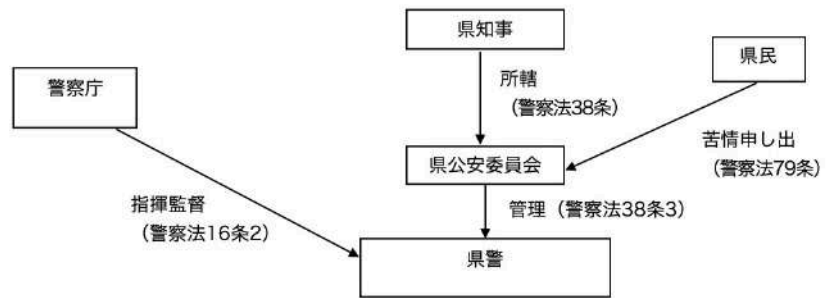 県知事
県民
警察庁
所轄
（警察法38条）
苦情申し出
（警察法79条）
県公安委員会
指揮監督
（警察法16条2）
管理（警察法38条3）
県警